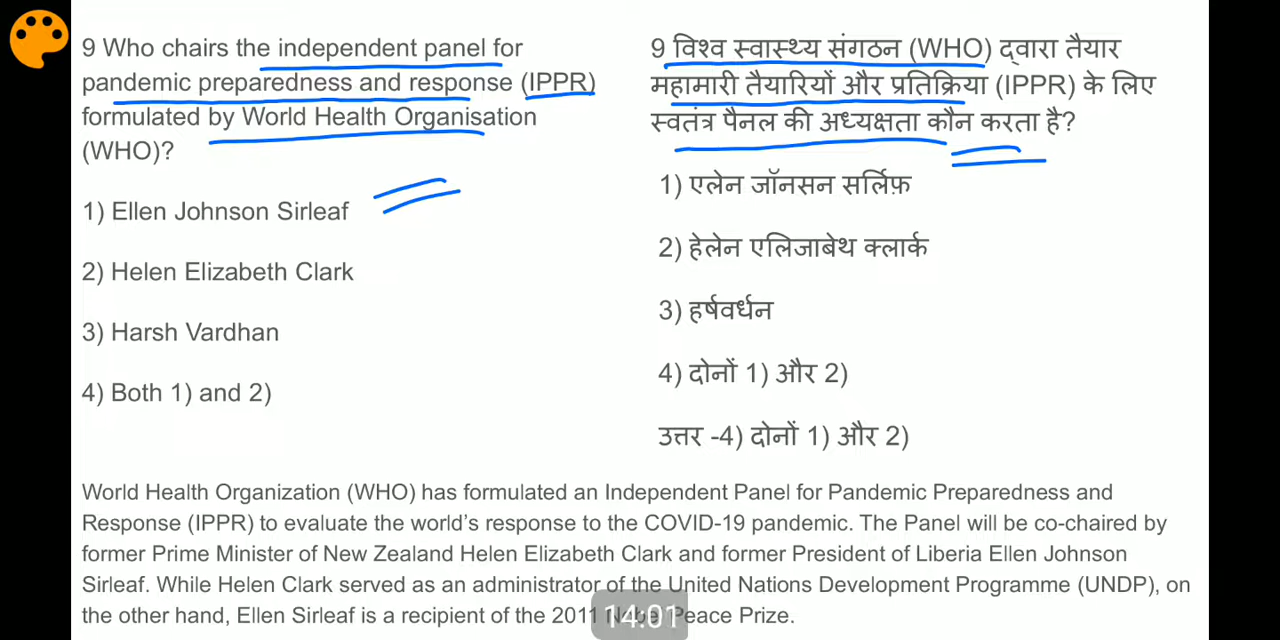 9 Who chairs the independent panel for
pandemic preparedness and response (IPPR)
formulated by World Health Organisation
(WHO)?
1) Ellen Johnson Sirleaf
2) Helen Elizabeth Clark
3) Harsh Vardhan
4) Both 1) and 2)
9 विश्व स्वास्थ्य संगठन (WHO) द्वारा तैयार
महामारी तैयारियों और प्रतिक्रिया (IPPR) के लिए
स्वतंत्र पैनल की अध्यक्षता कौन करता है?
1) एलेन जॉनसन सर्लिफ़
2) हेलेन एलिजाबेथ क्लार्क
3) हर्षवर्धन
4) दोनों 1) और 2)
उत्तर -4) दोनों 1) और 2)
World Health Organization (WHO) has formulated an Independent Panel for Pandemic Preparedness and
Response (IPPR) to evaluate the world's response to the COVID-19 pandemic. The Panel will be co-chaired by
former Prime Minister of New Zealand Helen Elizabeth Clark and former President of Liberia Ellen Johnson
Sirleaf. While Helen Clark served as an administrator of the United Nations Development Programme (UNDP), on
the other hand, Ellen Sirleaf is a recipient of the 2011 Nobel Peace Prize.
14:01